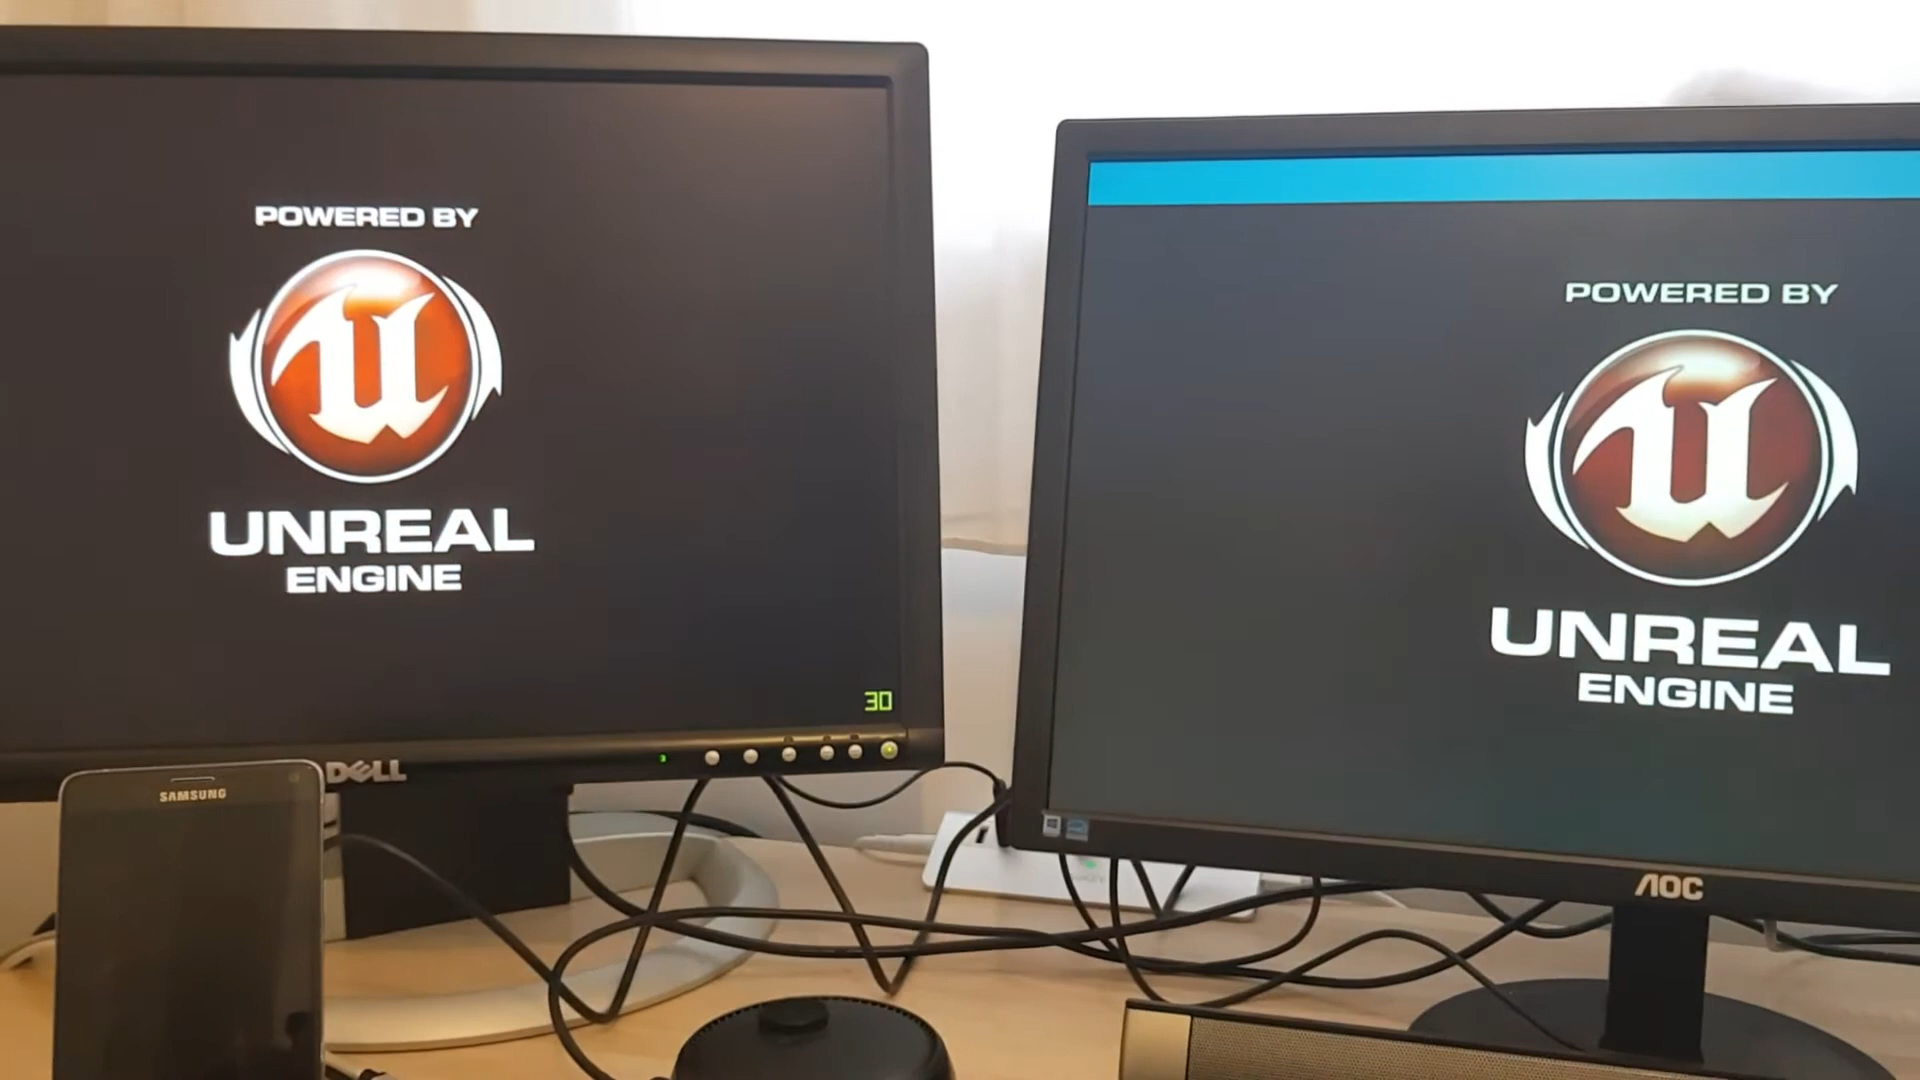 POWERED BY
UNREAL
ENGINE
30
DELL
SAMSUNG
POWERED BY
UNREAL
ENGINE
AOC